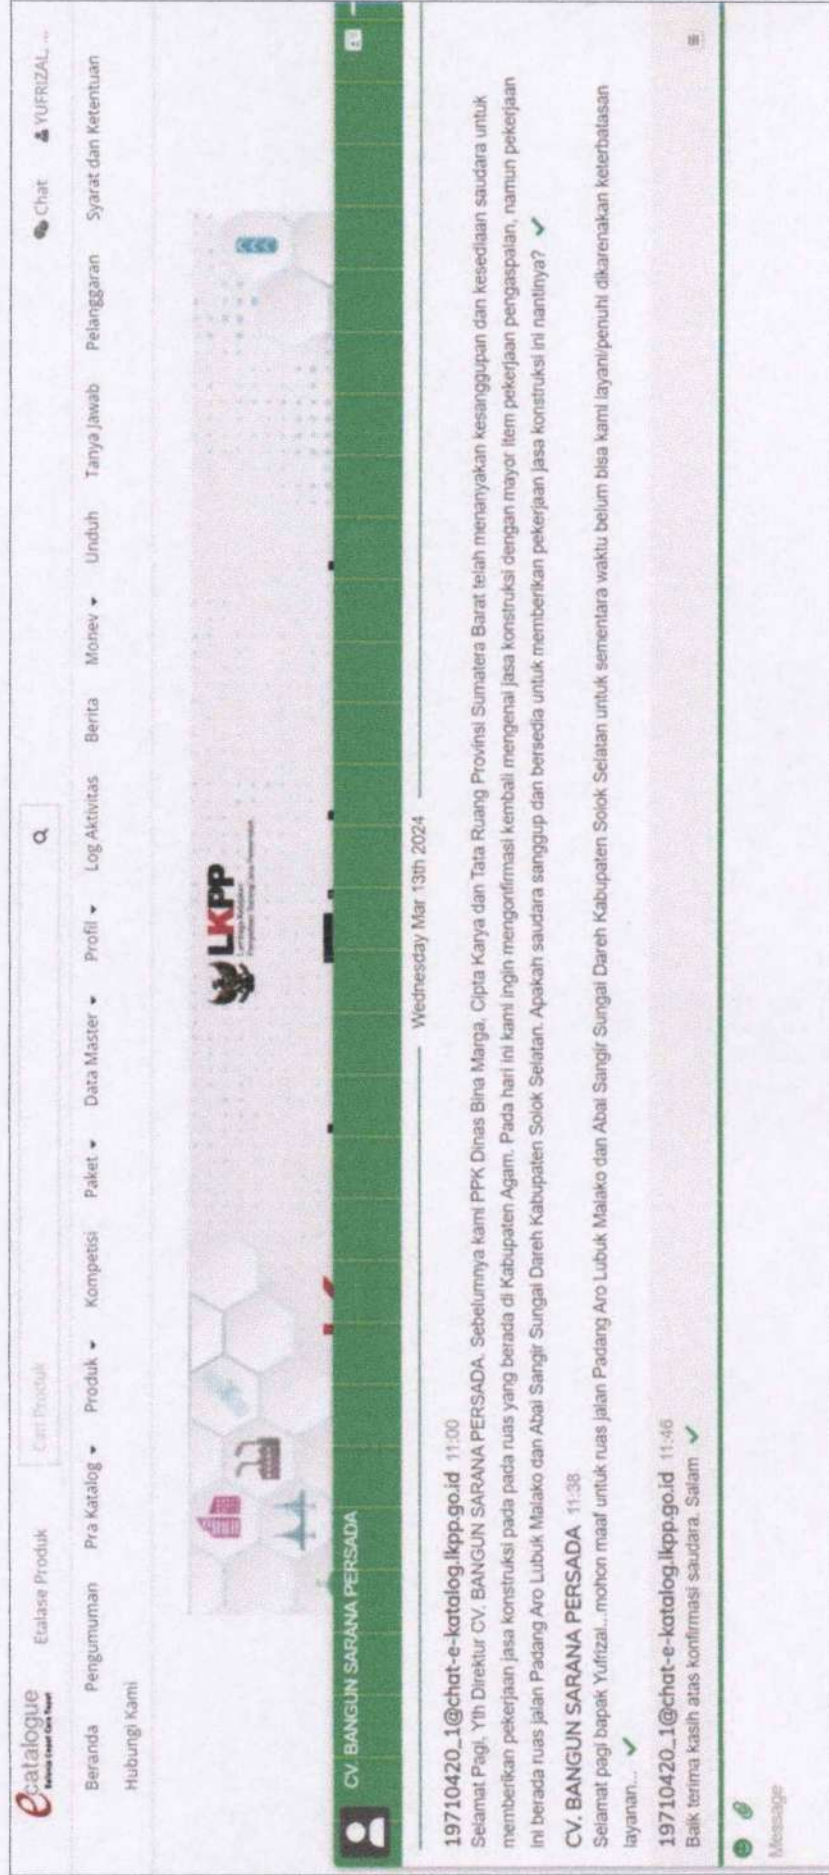 ecatalogue
Etalase Produk
Cari Produk
Chat
YUFRIZAL, ...
Beranda Pengumuman Pra Katalog Produk Kompetisi Paket Data Master Profil Log Aktivitas Berita Monev Unduh Tanya Jawab Pelanggaran Syarat dan Ketentuan
Hubungi Kami
LKPP
CV. BANGUN SARANA PERSADA
Wednesday Mar 13th 2024
19710420_1@chat-e-katalog.lkpp.go.id 11:00
Selamat Pagi, Yth Direktur CV. BANGUN SARANA PERSADA. Sebelumnya kami PPK Dinas Bina Marga, Cipta Karya dan Tata Ruang Provinsi Sumatera Barat telah menanyakan kesanggupan dan kesediaan saudara untuk
memberikan pekerjaan jasa konstruksi pada pada ruas yang berada di Kabupaten Agam. Pada hari ini kami ingin mengonfirmasi kembali mengenai jasa konstruksi dengan mayor item pekerjaan pengaspalan, namun pekerjaan
ini berada ruas jalan Padang Aro Lubuk Malako dan Abai Sangir Sungai Dareh Kabupaten Solok Selatan. Apakah saudara sanggup dan bersedia untuk memberikan pekerjaan jasa konstruksi ini nantinya?
CV. BANGUN SARANA PERSADA 11:38
Selamat pagi bapak Yufrizal...mohon maaf untuk ruas jalan Padang Aro Lubuk Malako dan Abai Sangir Sungai Dareh Kabupaten Solok Selatan untuk sementara waktu belum bisa kami layani/penuhi dikarenakan keterbatasan
layanan...
19710420_1@chat-e-katalog.lkpp.go.id 11:46
Baik terima kasih atas konfirmasi saudara. Salam
Message